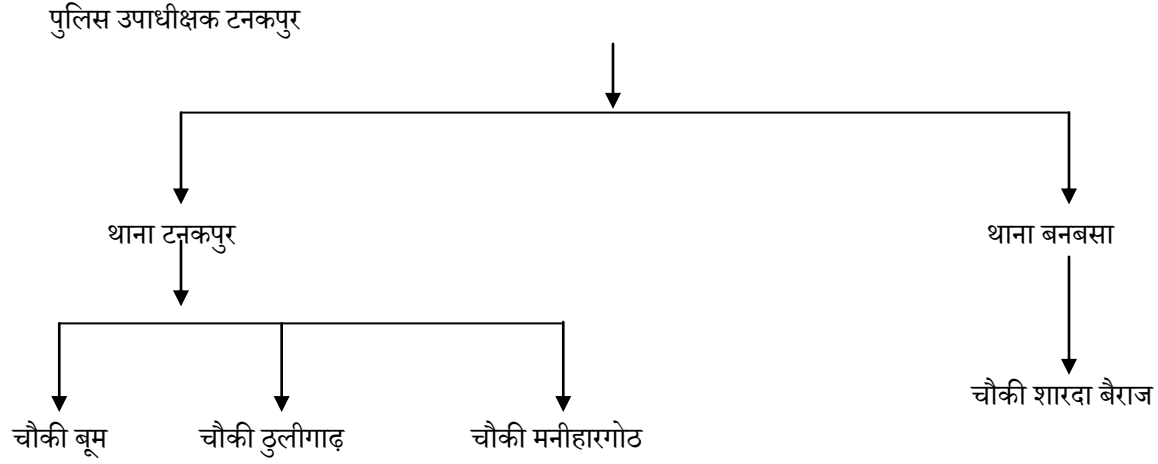 पुलिस उपाधीक्षक टनकपुर
थाना टनकपुर
थाना बनबसा
चौकी शारदा बैराज
चौकी बूम
चौकी ठुलीगाढ़
चौकी मनीहारगोठ